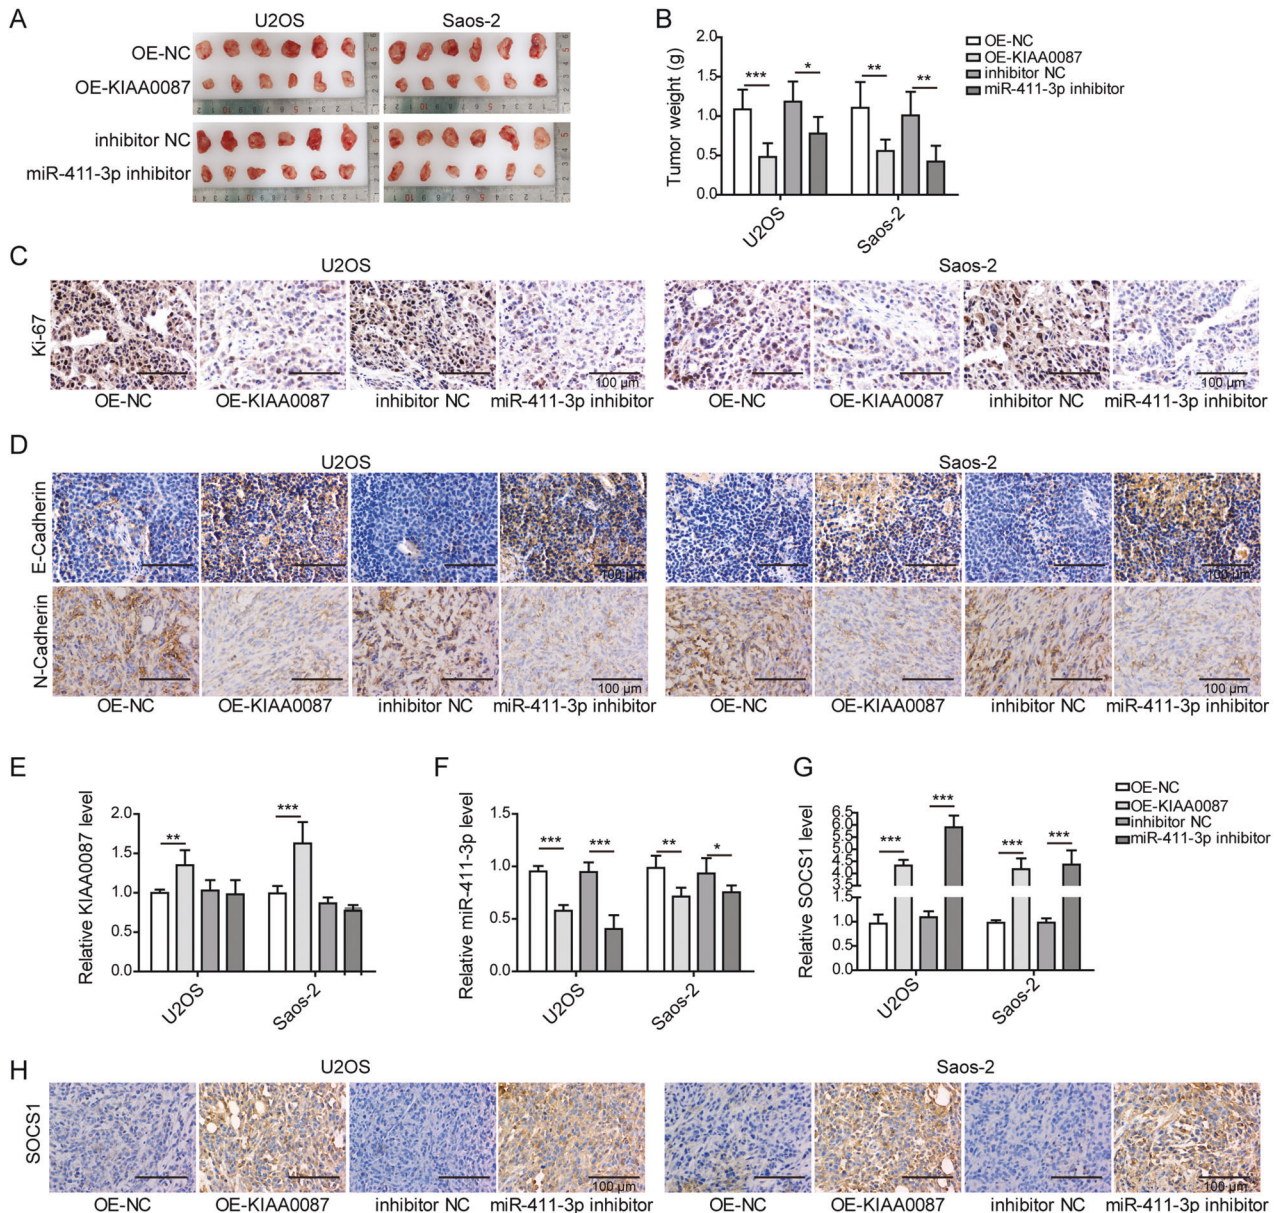 A
U2OS
Saos-2
OE-NC
OE-KIAA0087
inhibitor NC
miR-411-3p inhibitor
B
Tumor weight (g)
2.0
1.5
1.0
0.5
0.0
***
*
**
**
U2OS
Saos-2
OE-NC
OE-KIAA0087
inhibitor NC
miR-411-3p inhibitor
C
U2OS
Saos-2
Ki-67
100 µm
100 µm
OE-NC
OE-KIAA0087
inhibitor NC
miR-411-3p inhibitor
OE-NC
OE-KIAA0087
inhibitor NC
miR-411-3p inhibitor
D
U2OS
Saos-2
E-Cadherin
100 µm
100 µm
N-Cadherin
100 µm
100 µm
OE-NC
OE-KIAA0087
inhibitor NC
miR-411-3p inhibitor
OE-NC
OE-KIAA0087
inhibitor NC
miR-411-3p inhibitor
E
Relative KIAA0087 level
2.0
1.5
1.0
0.5
0.0
**
***
U2OS
Saos-2
F
Relative miR-411-3p level
1.5
1.0
0.5
0.0
***
***
**
*
U2OS
Saos-2
G
Relative SOCS1 level
6.5
6.0
5.5
5.0
4.5
4.0
3.5
1.5
1.0
0.5
0.0
***
***
***
***
U2OS
Saos-2
OE-NC
OE-KIAA0087
inhibitor NC
miR-411-3p inhibitor
H
U2OS
Saos-2
SOCS1
100 µm
100 µm
OE-NC
OE-KIAA0087
inhibitor NC
miR-411-3p inhibitor
OE-NC
OE-KIAA0087
inhibitor NC
miR-411-3p inhibitor